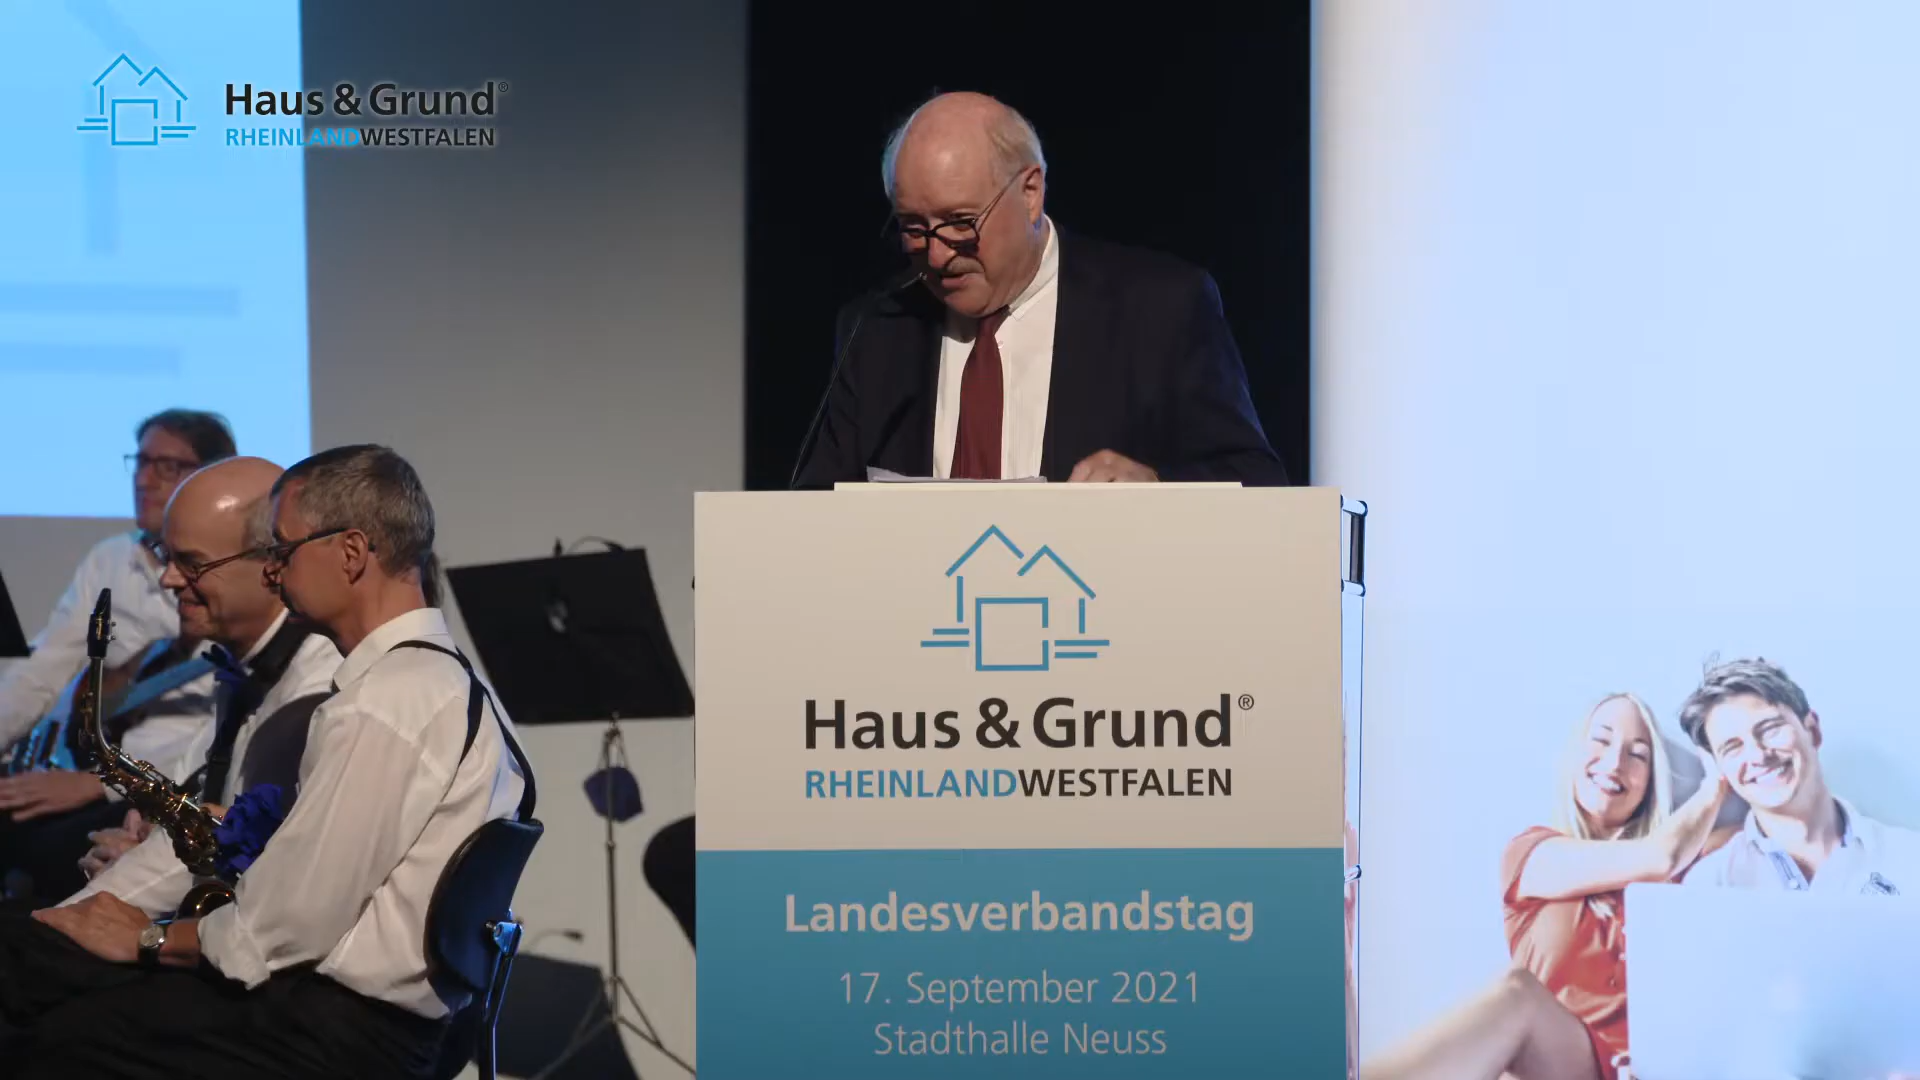 Haus & Grund®
RHEINLANDWESTFALEN
Haus & Grund®
RHEINLANDWESTFALEN
Landesverbandstag
17. September 2021
Stadthalle Neuss